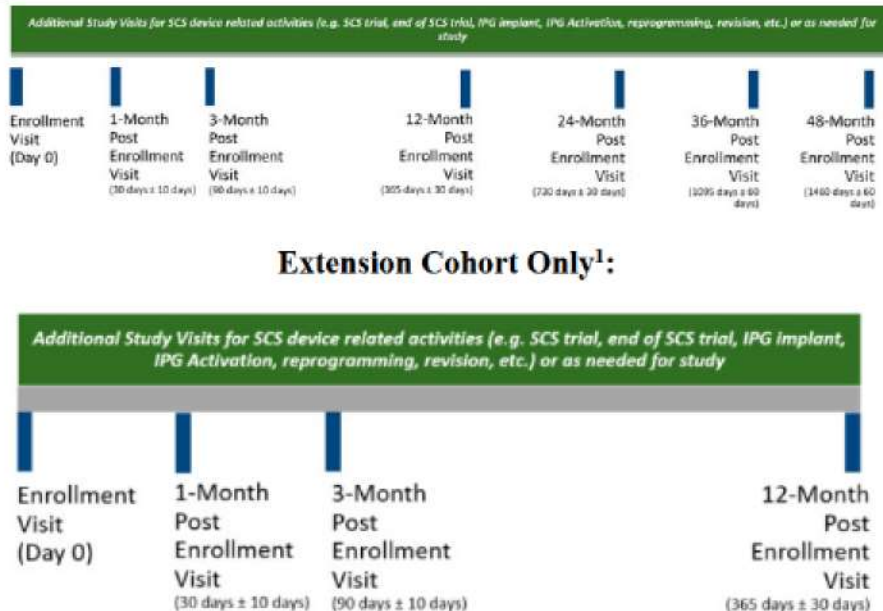 Additional Study Visits for SCS device related activities (e.g. SCS trial, end of SCS trial, IPG implant, IPG Activation, reprogramming, revision, etc.) or as needed for
study
Enrollment
Visit
(Day 0)
1-Month
Post
Enrollment
Visit
(30 days ± 10 days)
3-Month
Post
Enrollment
Visit
(90 days ± 10 days)
12-Month
Post
Enrollment
Visit
(365 days ± 30 days)
24-Month
Post
Enrollment
Visit
(730 days ± 30 days)
36-Month
Post
Enrollment
Visit
(1095 days ± 60
days)
48-Month
Post
Enrollment
Visit
(1460 days ± 60
days)
Extension Cohort Only¹:
Additional Study Visits for SCS device related activities (e.g. SCS trial, end of SCS trial, IPG implant,
IPG Activation, reprogramming, revision, etc.) or as needed for study
Enrollment
Visit
(Day 0)
1-Month
Post
Enrollment
Visit
(30 days ± 10 days)
3-Month
Post
Enrollment
Visit
(90 days ± 10 days)
12-Month
Post
Enrollment
Visit
(365 days ± 30 days)